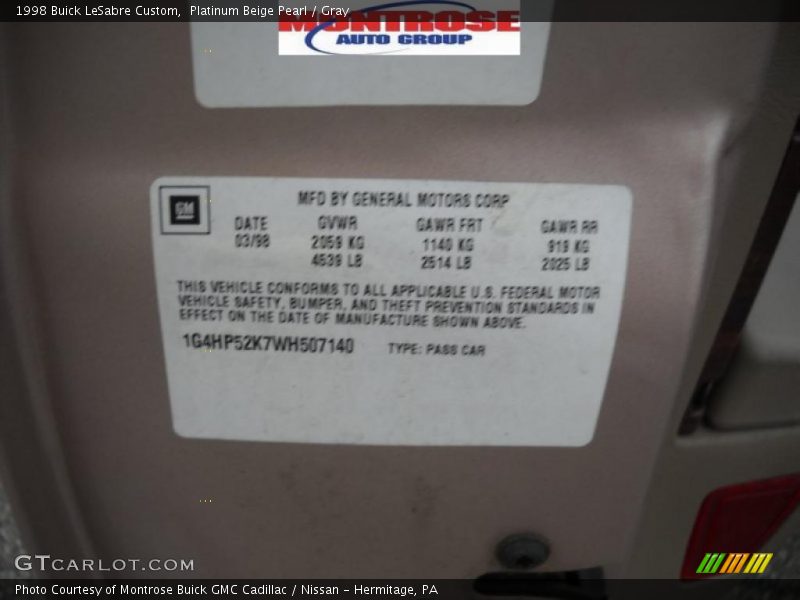 1998 Buick LeSabre Custom, Platinum Beige Pearl / Gray
MONTROSE
AUTO GROUP
GM
MFD BY GENERAL MOTORS CORP
DATE GVWR GAWR FRT GAWR RR
03/98 2059 KG 1140 KG 919 KG
4539 LB 2514 LB 2025 LB
THIS VEHICLE CONFORMS TO ALL APPLICABLE U.S. FEDERAL MOTOR
VEHICLE SAFETY, BUMPER, AND THEFT PREVENTION STANDARDS IN
EFFECT ON THE DATE OF MANUFACTURE SHOWN ABOVE.
1G4HP52K7WH507140 TYPE: PASS CAR
GTCARLOT.COM
Photo Courtesy of Montrose Buick GMC Cadillac / Nissan - Hermitage, PA